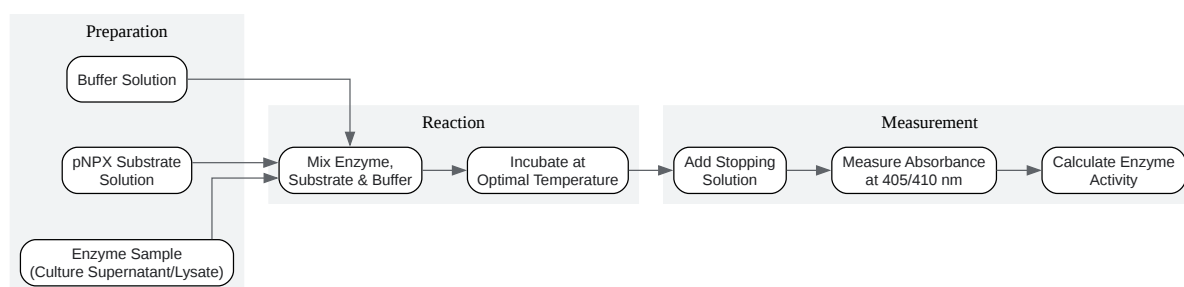 Preparation
Buffer Solution
pNPX Substrate
Solution
Enzyme Sample
(Culture Supernatant/Lysate)
Reaction
Mix Enzyme,
Substrate & Buffer
Incubate at
Optimal Temperature
Measurement
Add Stopping
Solution
Measure Absorbance
at 405/410 nm
Calculate Enzyme
Activity